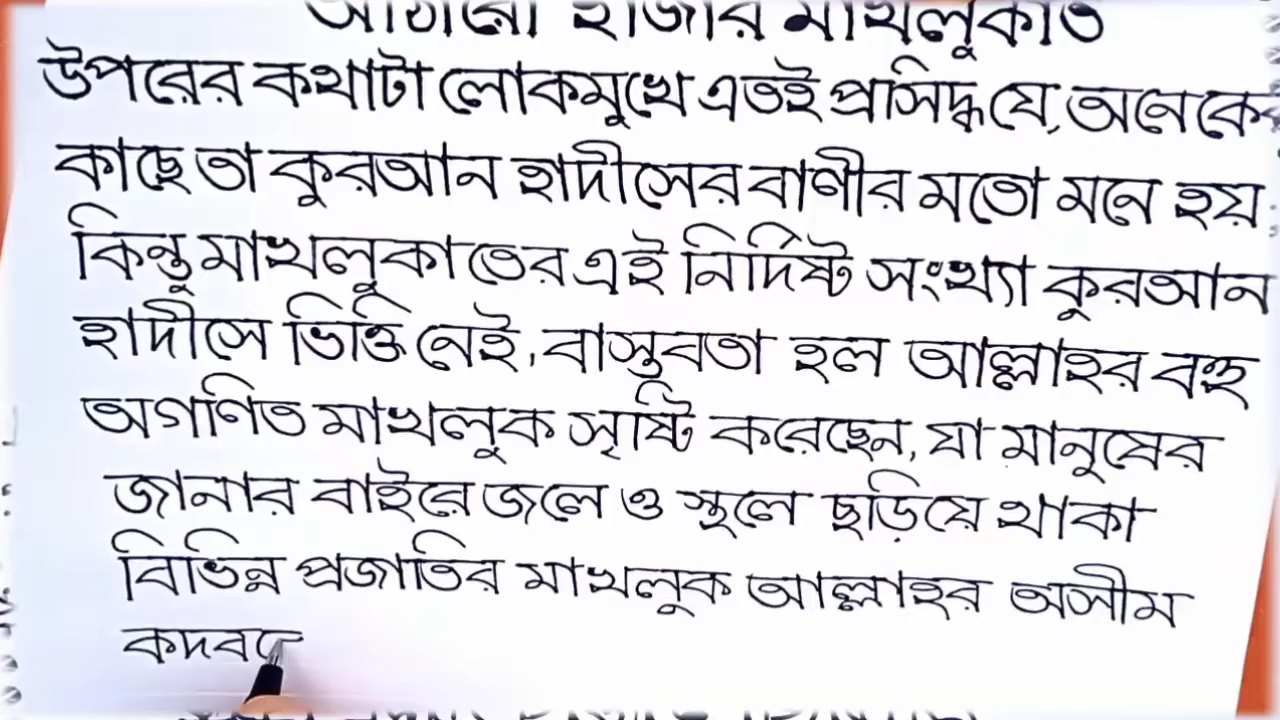 আঠারো হাজার মাখলুকাত
উপরের কথাটা লোকমুখে এতই প্রসিদ্ধ যে, অনেকে
কাছে তা কুরআন হাদীসের বাণীর মতো মনে হয়
কিন্তু মাখলুকাতের এই নির্দিষ্ট সংখ্যা কুরআন
হাদীসে ভিত্তি নেই, বাস্তবতা হল আল্লাহর বহু
অগণিত মাখলুক সৃষ্টি করেছেন, যা মানুষের
জানার বাইরে জলে ও স্থলে ছড়িয়ে থাকা
বিভিন্ন প্রজাতির মাখলুক আল্লাহর অসীম